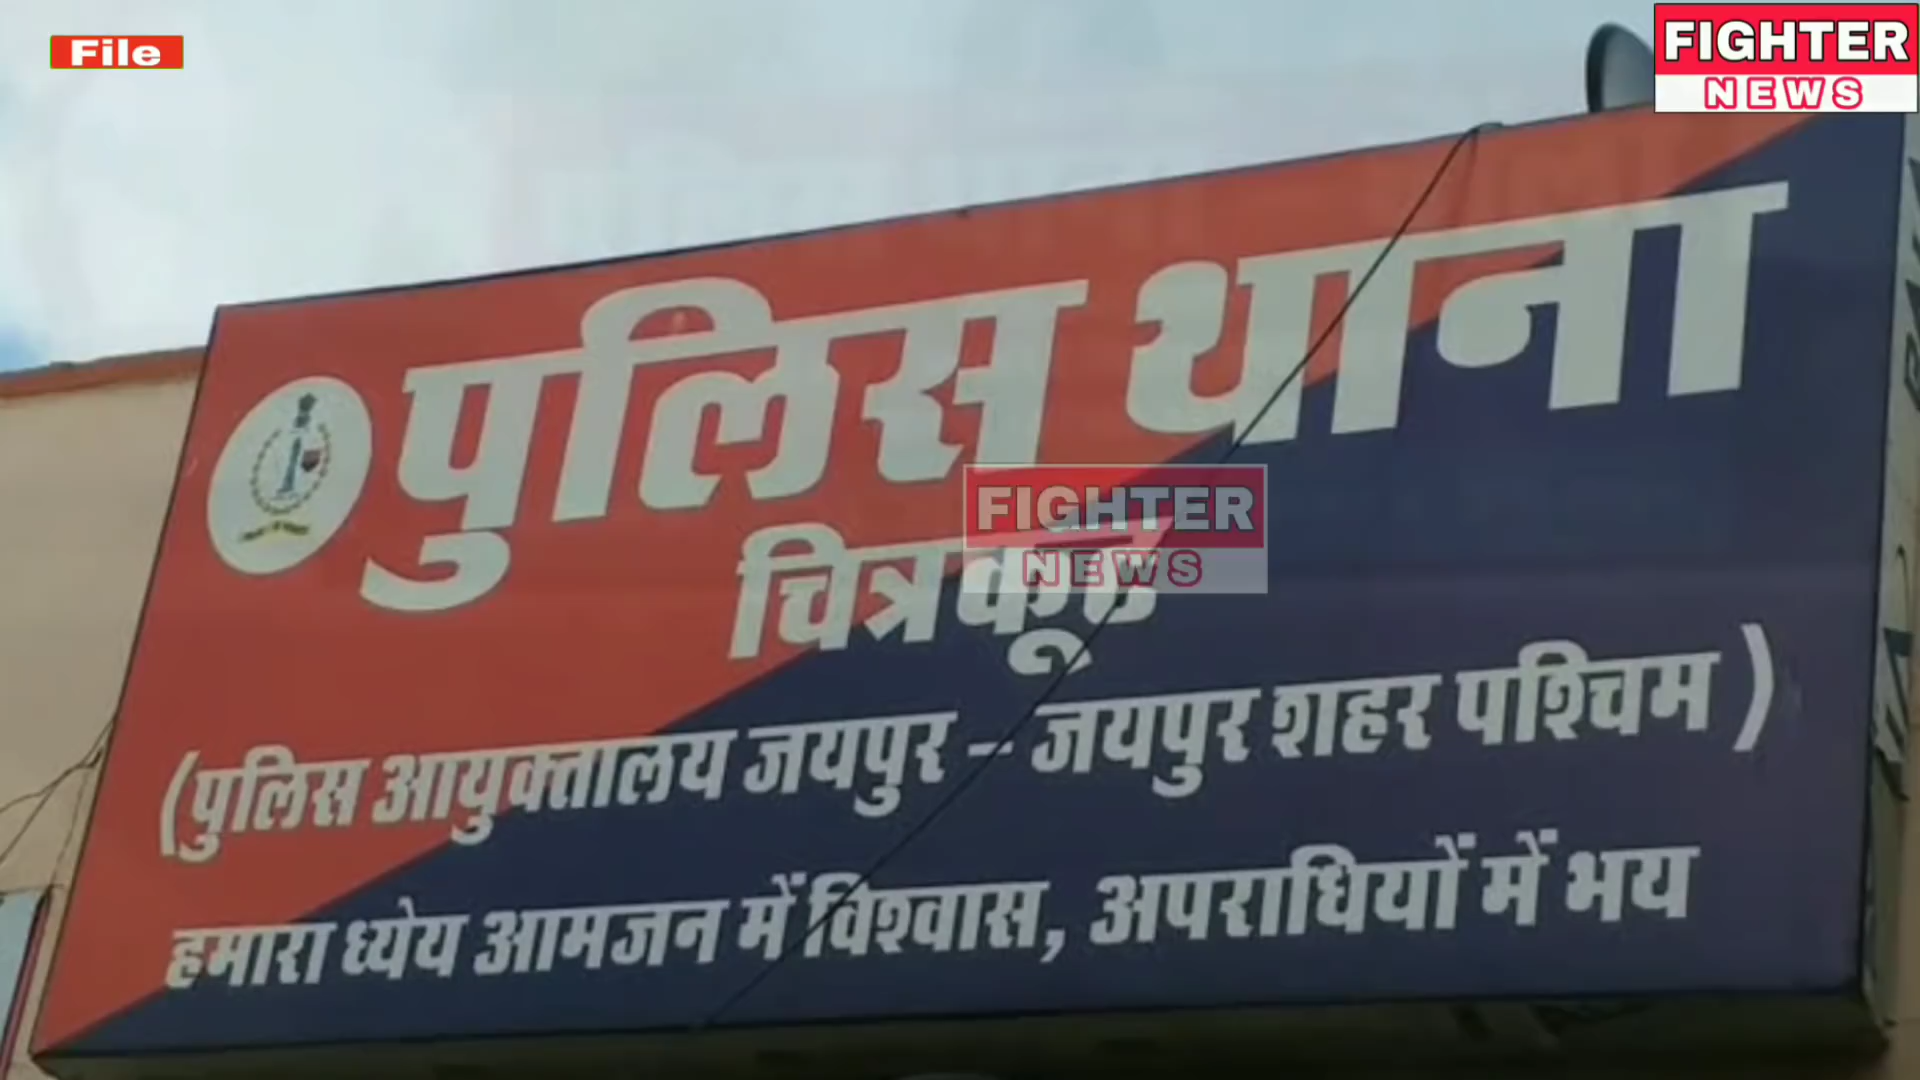 File
FIGHTER
NEWS
पुलिस थाना
चित्रकूट
FIGHTER
NEWS
(पुलिस आयुक्तालय जयपुर – जयपुर शहर पश्चिम)
हमारा ध्येय आमजन में विश्वास, अपराधियों में भय